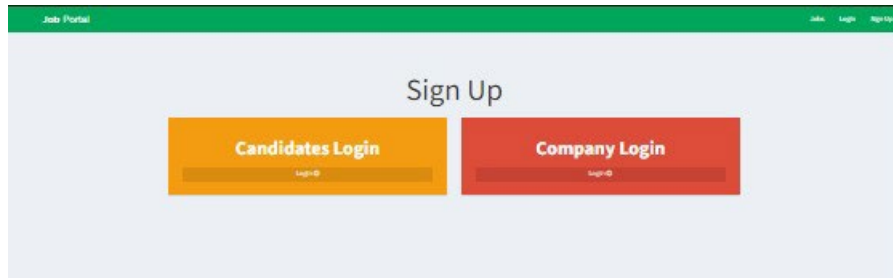 Job Portal
Jobs Login Sign Up
Sign Up
Candidates Login
Company Login
Login
Login